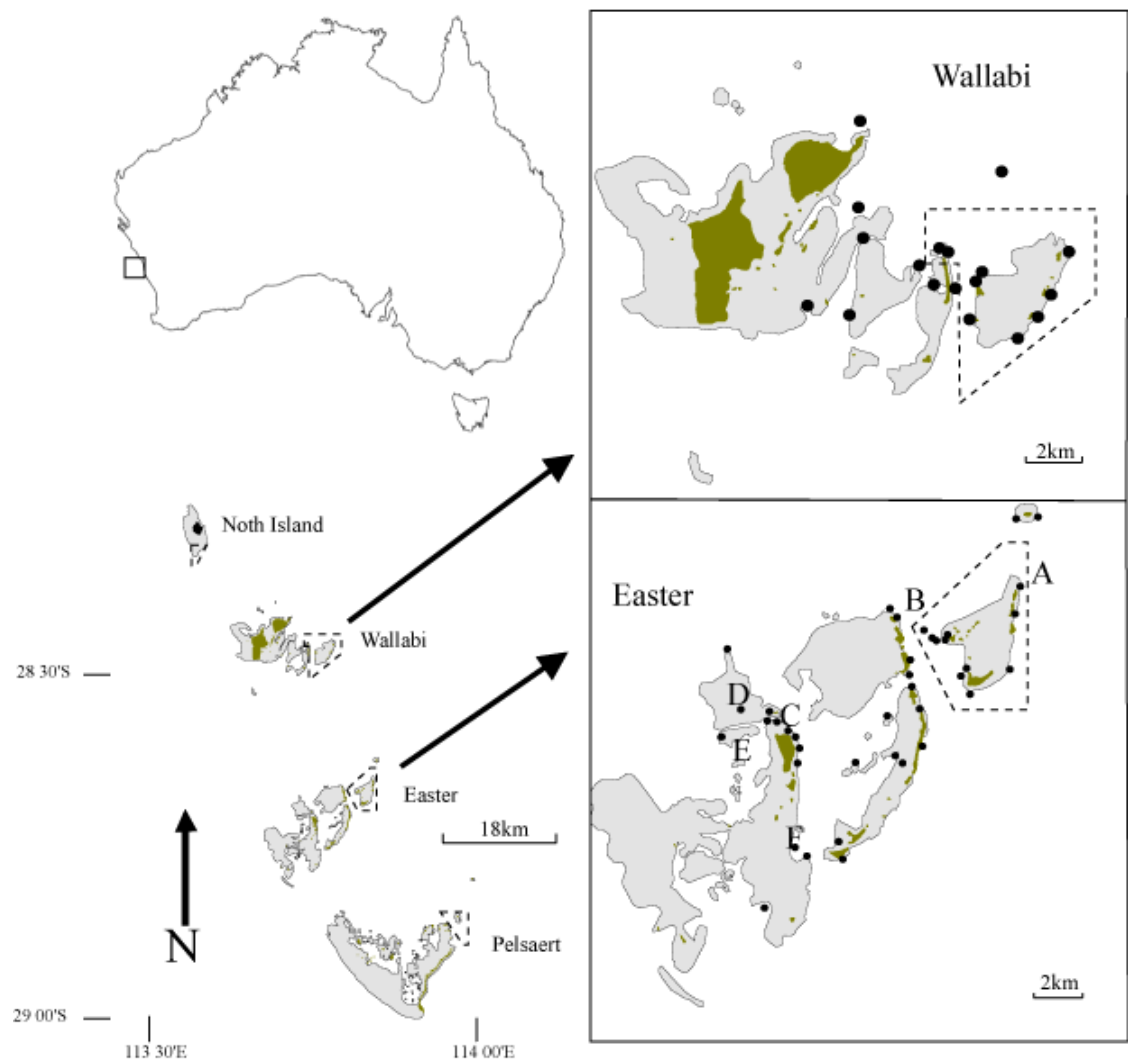 Wallabi
2km
Noth Island
Wallabi
28 30'S
Easter
18km
N
Pelsaert
29 00'S
113 30'E
114 00'E
Easter
A
B
D
C
E
F
2km